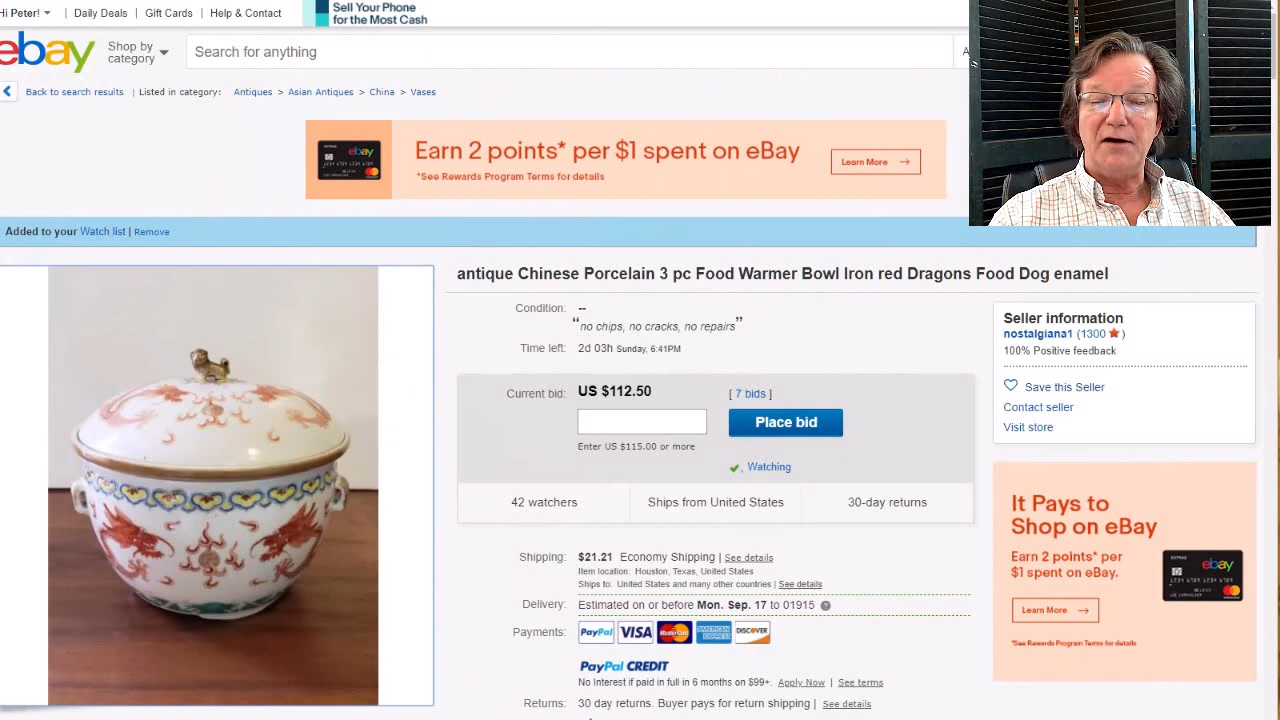 Hi Peter!
Daily Deals
Gift Cards
Help & Contact
Sell Your Phone
for the Most Cash
ebay
Shop by
category
Search for anything
Back to search results
Listed in category:
Antiques > Asian Antiques > China > Vases
ebay
Earn 2 points* per $1 spent on eBay
*See Rewards Program Terms for details
Learn More
Added to your Watch list | Remove
antique Chinese Porcelain 3 pc Food Warmer Bowl Iron red Dragons Food Dog enamel
Condition: --
“no chips, no cracks, no repairs”
Time left: 2d 03h Sunday, 6:41PM
Current bid: US $112.50 [ 7 bids ]
Place bid
Enter US $115.00 or more
Watching
42 watchers
Ships from United States
30-day returns
Shipping: $21.21 Economy Shipping | See details
Item location: Houston, Texas, United States
Ships to: United States and many other countries | See details
Delivery: Estimated on or before Mon. Sep. 17 to 01915
Payments: PayPal VISA MasterCard AMERICAN EXPRESS DISCOVER
PayPal CREDIT
No Interest if paid in full in 6 months on $99+. Apply Now | See terms
Returns: 30 day returns. Buyer pays for return shipping | See details
Seller information
nostalgiana1 (1300 )
100% Positive feedback
Save this Seller
Contact seller
Visit store
It Pays to
Shop on eBay
Earn 2 points* per
$1 spent on eBay.
ebay
Learn More
*See Rewards Program Terms for details